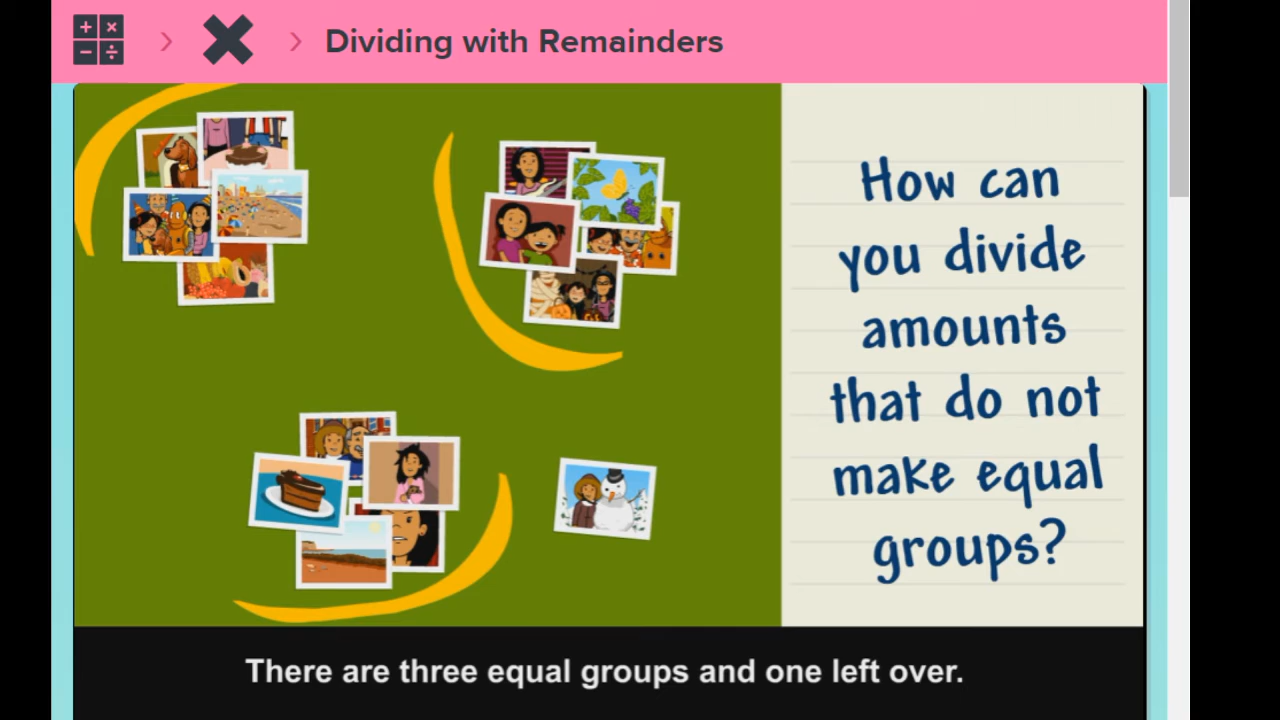 Dividing with Remainders
How can
you divide
amounts
that do not
make equal
groups?
There are three equal groups and one left over.